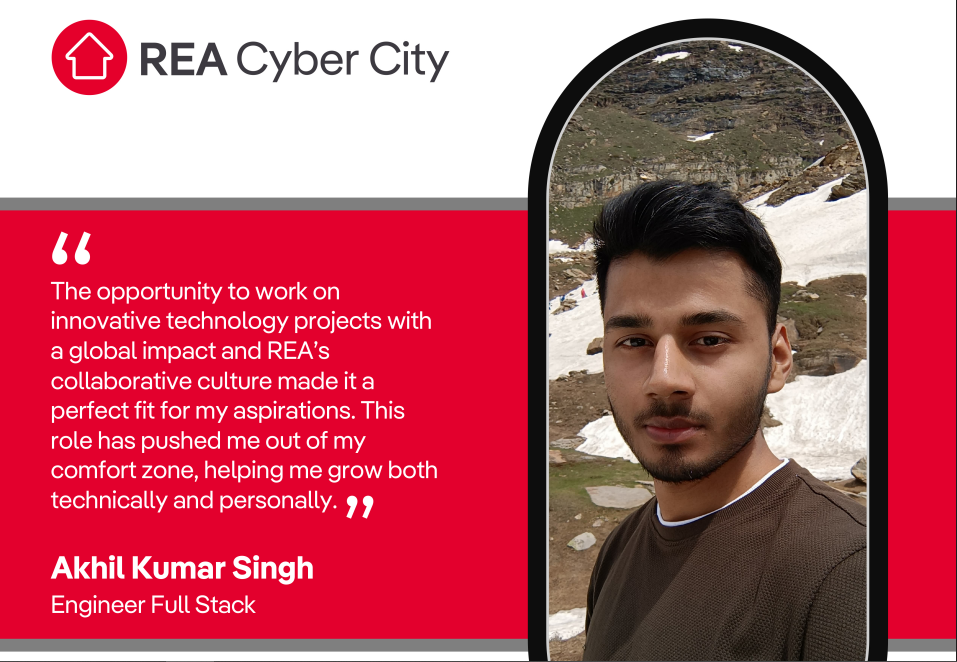 REA Cyber City
“
The opportunity to work on
innovative technology projects with
a global impact and REA’s
collaborative culture made it a
perfect fit for my aspirations. This
role has pushed me out of my
comfort zone, helping me grow both
technically and personally. ”
Akhil Kumar Singh
Engineer Full Stack